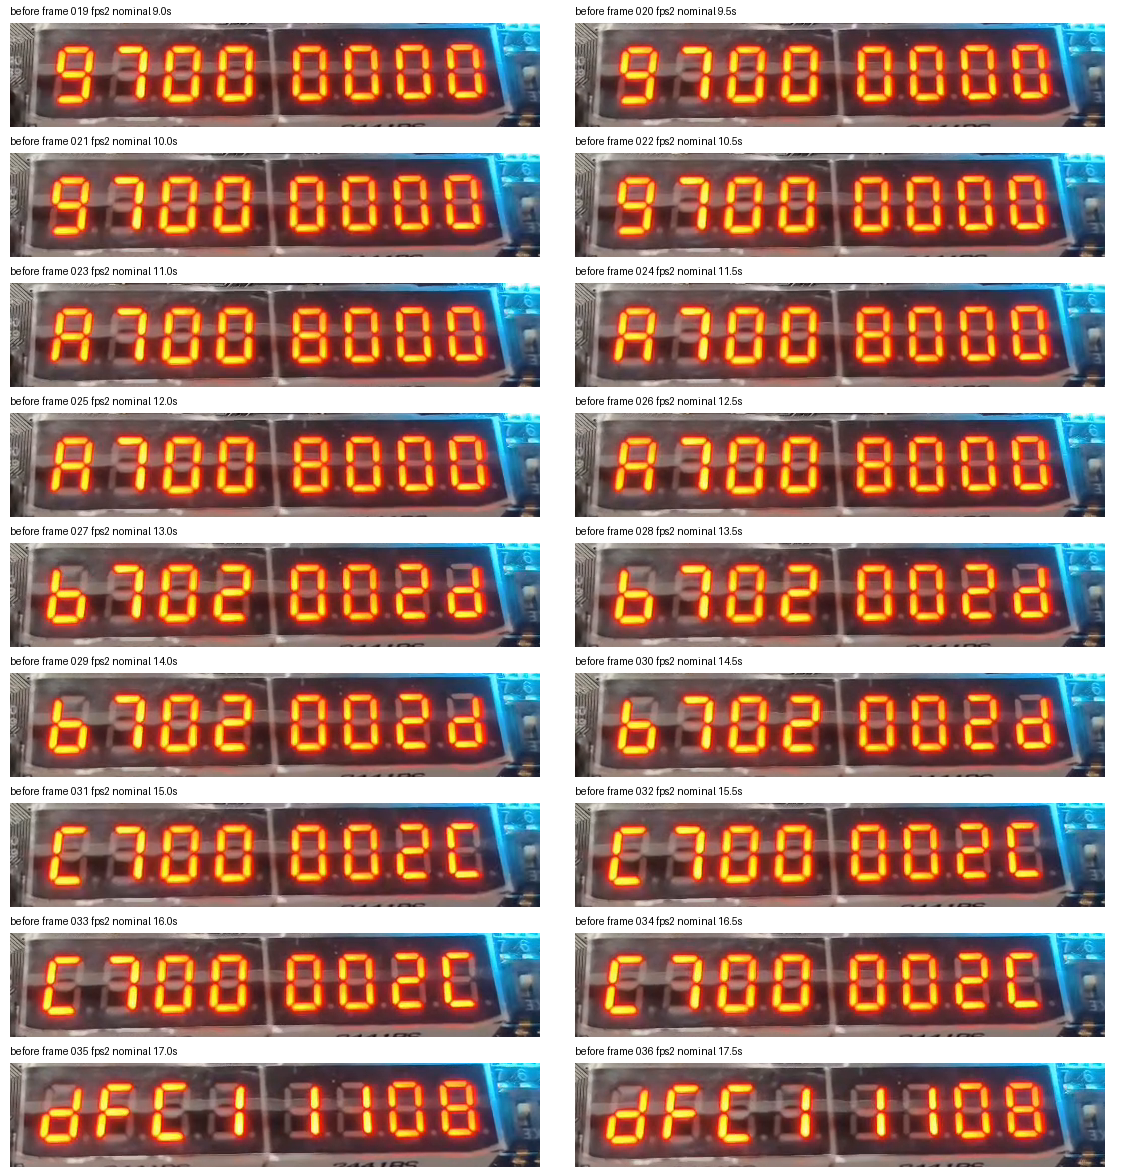 before frame 019 fps2 nominal 9.0s
before frame 020 fps2 nominal 9.5s
9700 0000
9700 0000
before frame 021 fps2 nominal 10.0s
before frame 022 fps2 nominal 10.5s
9700 0000
9700 0000
before frame 023 fps2 nominal 11.0s
before frame 024 fps2 nominal 11.5s
A700 8000
A700 8000
before frame 025 fps2 nominal 12.0s
before frame 026 fps2 nominal 12.5s
A700 8000
A700 8000
before frame 027 fps2 nominal 13.0s
before frame 028 fps2 nominal 13.5s
b702 002d
b702 002d
before frame 029 fps2 nominal 14.0s
before frame 030 fps2 nominal 14.5s
b702 002d
b702 002d
before frame 031 fps2 nominal 15.0s
before frame 032 fps2 nominal 15.5s
C700 002C
C700 002C
before frame 033 fps2 nominal 16.0s
before frame 034 fps2 nominal 16.5s
C700 002C
C700 002C
before frame 035 fps2 nominal 17.0s
before frame 036 fps2 nominal 17.5s
dFC1 1108
dFC1 1108